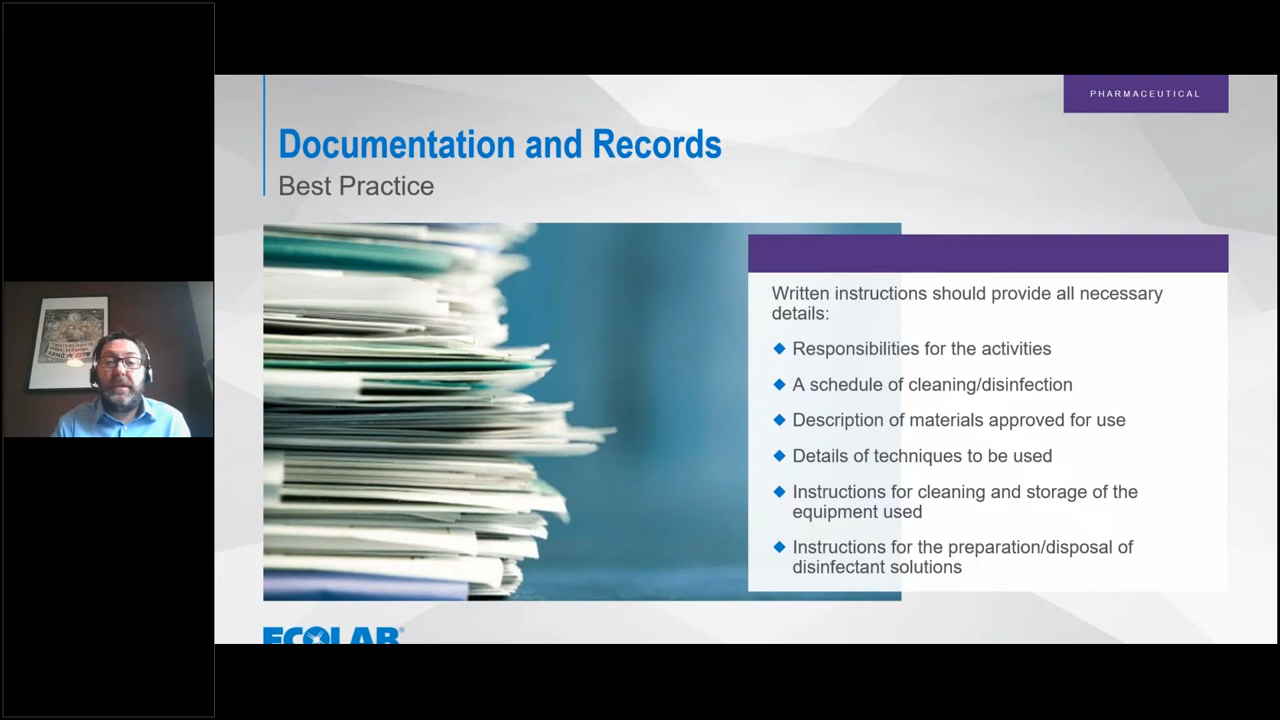 PHARMACEUTICAL
Documentation and Records
Best Practice
Written instructions should provide all necessary
details:
Responsibilities for the activities
A schedule of cleaning/disinfection
Description of materials approved for use
Details of techniques to be used
Instructions for cleaning and storage of the
equipment used
Instructions for the preparation/disposal of
disinfectant solutions
ECOLAB®